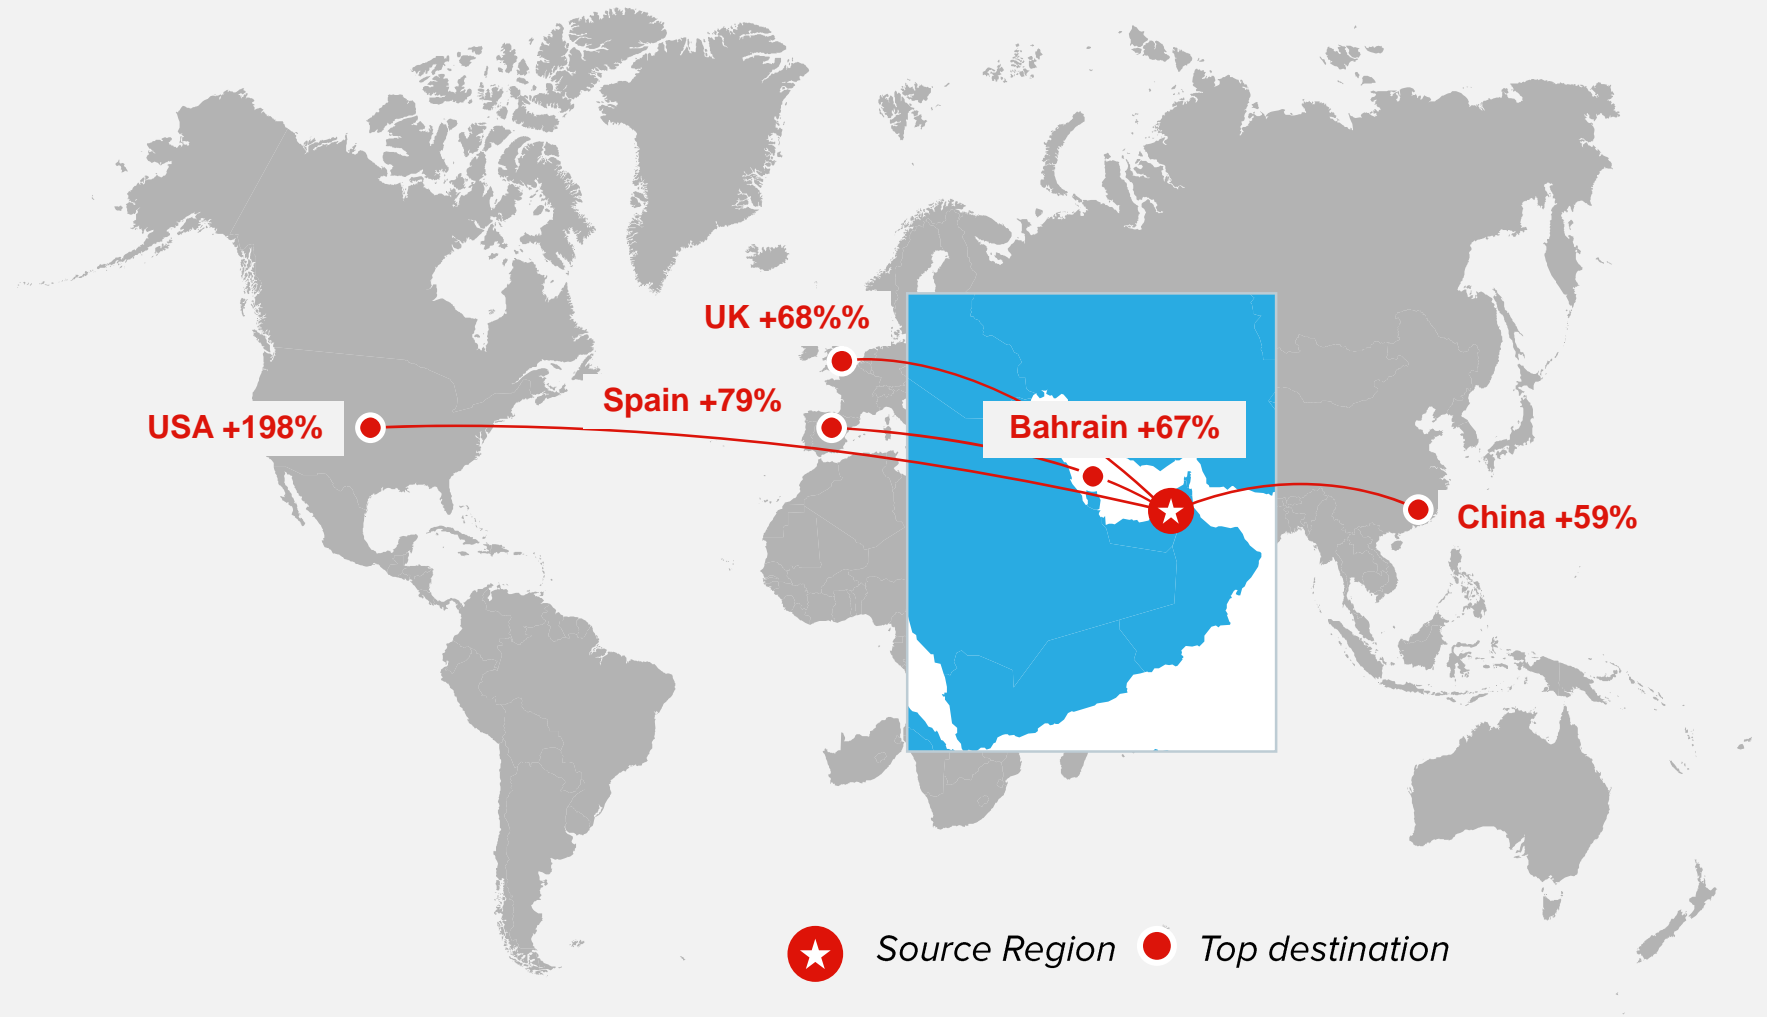 UK +68%%
Spain +79%
USA +198%
Bahrain +67%
China +59%
Source Region
Top destination